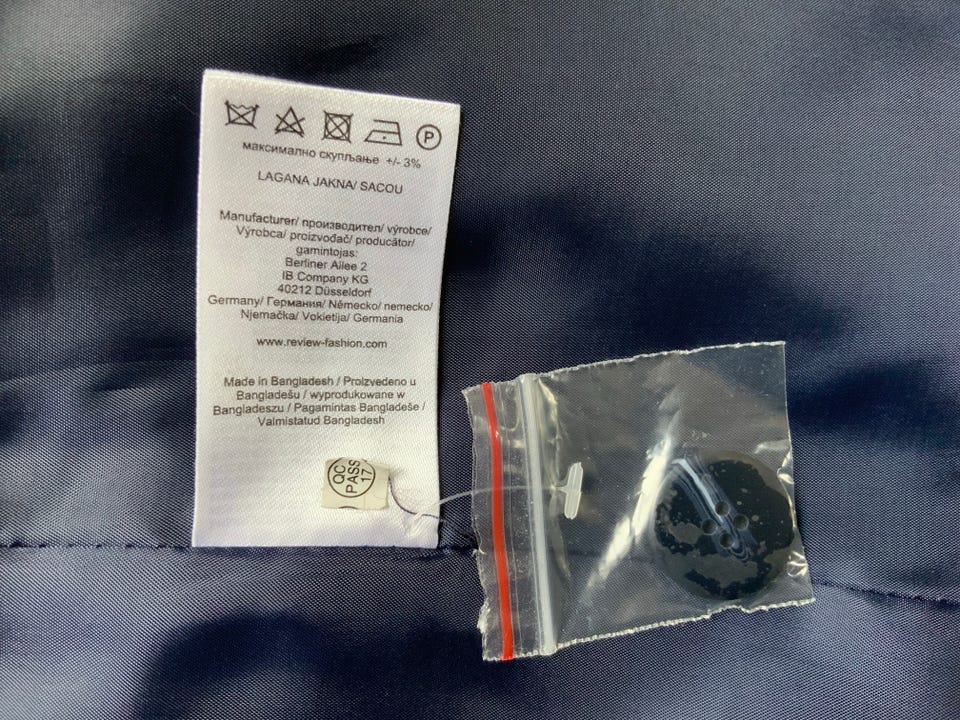 P
максимално скупљање +/- 3%
LAGANA JAKNA/ SACOU
Manufacturer/ производител/ výrobce/
Výrobca/ proizvođač/ producător/
gamintojas:
Berliner Allee 2
IB Company KG
40212 Düsseldorf
Germany/ Германия/ Německo/ nemecko/
Njemačka/ Vokietija/ Germania
www.review-fashion.com
Made in Bangladesh / Proizvedeno u
Bangladešu / wyprodukowane w
Bangladeszu / Pagamintas Bangladeše /
Valmistatud Bangladesh
QC
PASS
17